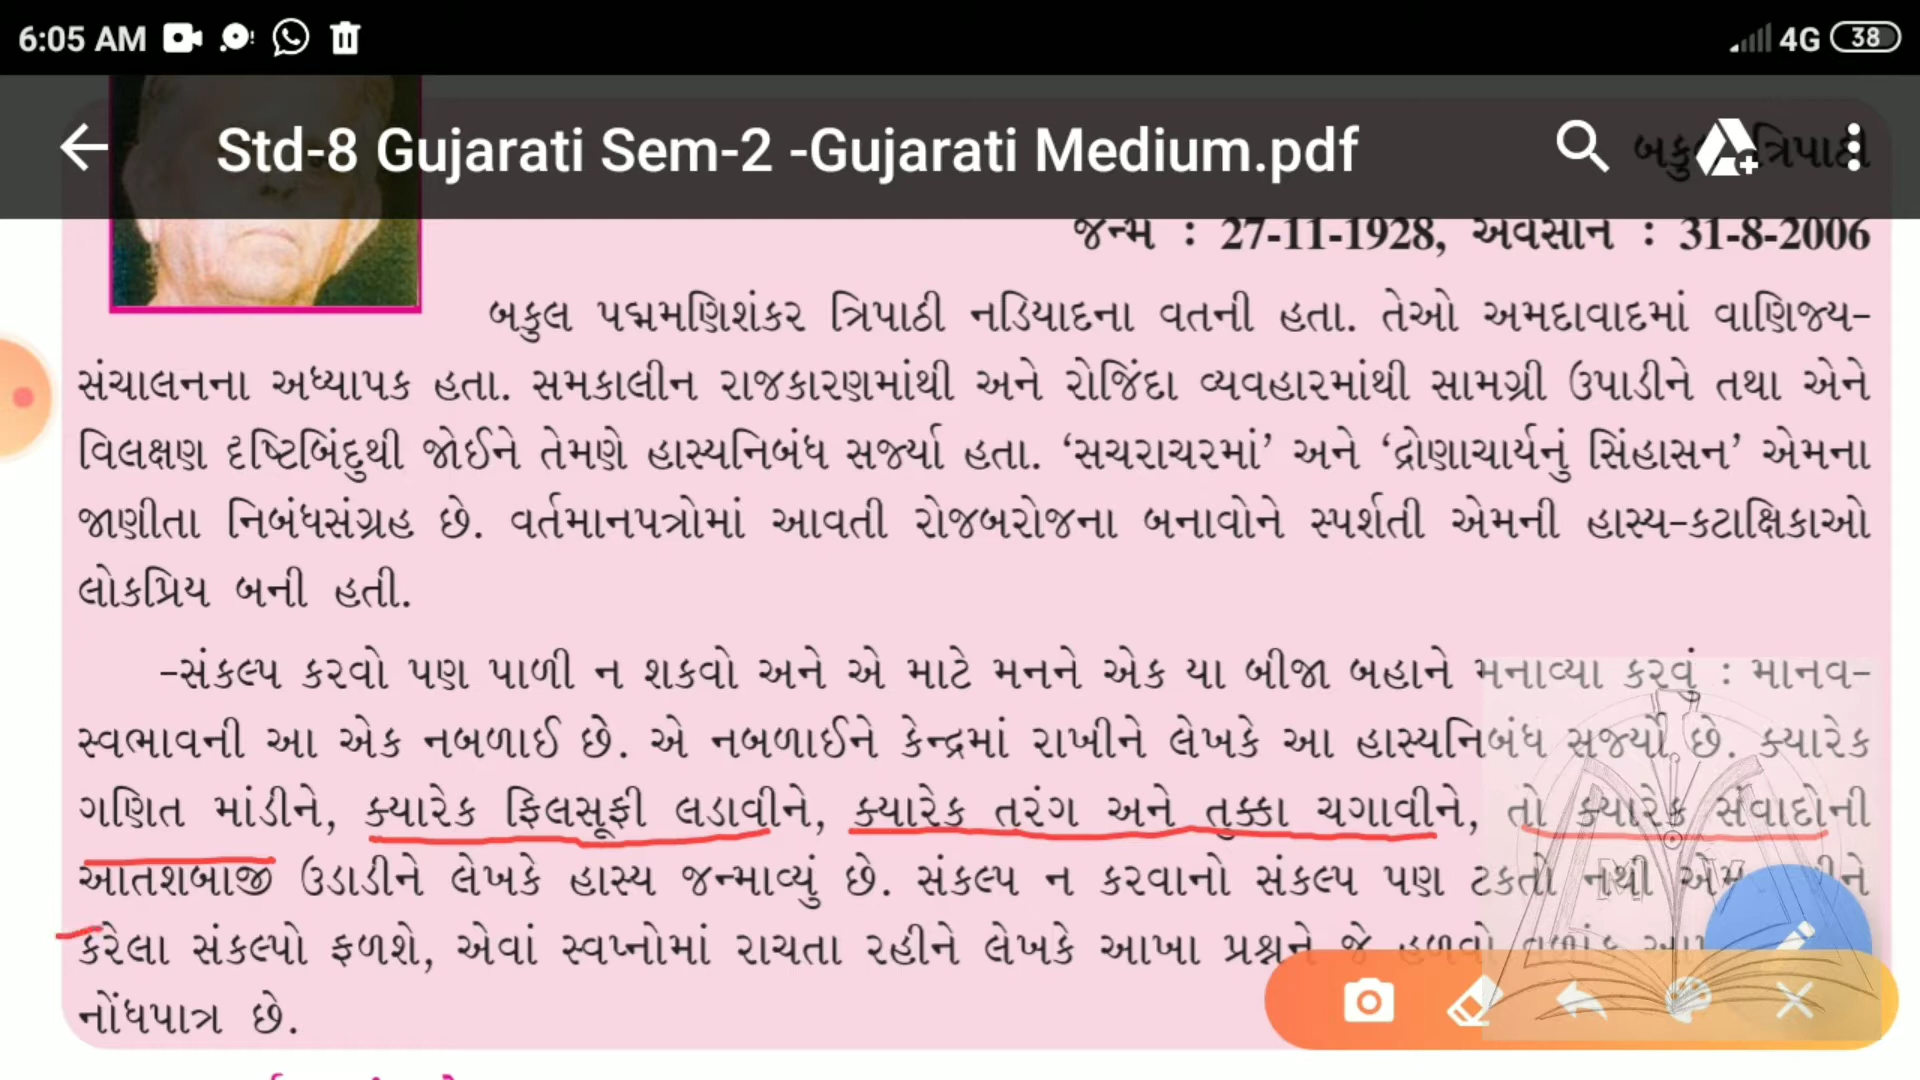 6:05 AM 4G 38
Std-8 Gujarati Sem-2 -Gujarati Medium.pdf
જન્મ : 27-11-1928, અવસાન : 31-8-2006
બકુલ પદ્મમણિશંકર ત્રિપાઠી નડિયાદના વતની હતા. તેઓ અમદાવાદમાં વાણિજ્ય-
સંચાલનના અધ્યાપક હતા. સમકાલીન રાજકારણમાંથી અને રોજિંદા વ્યવહારમાંથી સામગ્રી ઉપાડીને તથા એને
વિલક્ષણ દૃષ્ટિબિંદુથી જોઈને તેમણે હાસ્યનિબંધ સર્જ્યા હતા. ‘સચરાચરમાં’ અને ‘દ્રોણાચાર્યનું સિંહાસન’ એમના
જાણીતા નિબંધસંગ્રહ છે. વર્તમાનપત્રોમાં આવતી રોજબરોજના બનાવોને સ્પર્શતી એમની હાસ્ય-કટાક્ષિકાઓ
લોકપ્રિય બની હતી.
-સંકલ્પ કરવો પણ પાળી ન શકવો અને એ માટે મનને એક યા બીજા બહાને મનાવ્યા કરવું : માનવ-
સ્વભાવની આ એક નબળાઈ છે. એ નબળાઈને કેન્દ્રમાં રાખીને લેખકે આ હાસ્યનિબંધ સર્જ્યો છે. ક્યારેક
ગણિત માંડીને, ક્યારેક ફિલસૂફી લડાવીને, ક્યારેક તરંગ અને તુક્કા ચગાવીને, તો ક્યારેક સંવાદોની
આતશબાજી ઉડાડીને લેખકે હાસ્ય જન્માવ્યું છે. સંકલ્પ ન કરવાનો સંકલ્પ પણ ટકતો નથી
કરેલા સંકલ્પો ફળશે, એવાં સ્વપ્નોમાં રાચતા રહીને લેખકે આખા પ્રશ્નને જે હળવો વળાંક
નોંધપાત્ર છે.